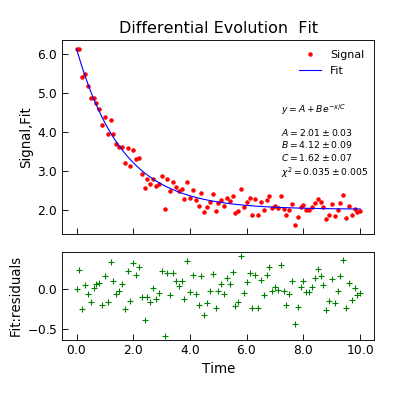 Differential Evolution  Fit
6.0
5.0
4.0
3.0
2.0
Signal,Fit
Signal
Fit
y = A + Be^{-x/C}
A = 2.01 ± 0.03
B = 4.12 ± 0.09
C = 1.62 ± 0.07
χ² = 0.035 ± 0.005
0.0
−0.5
Fit:residuals
0.0 2.0 4.0 6.0 8.0 10.0
Time